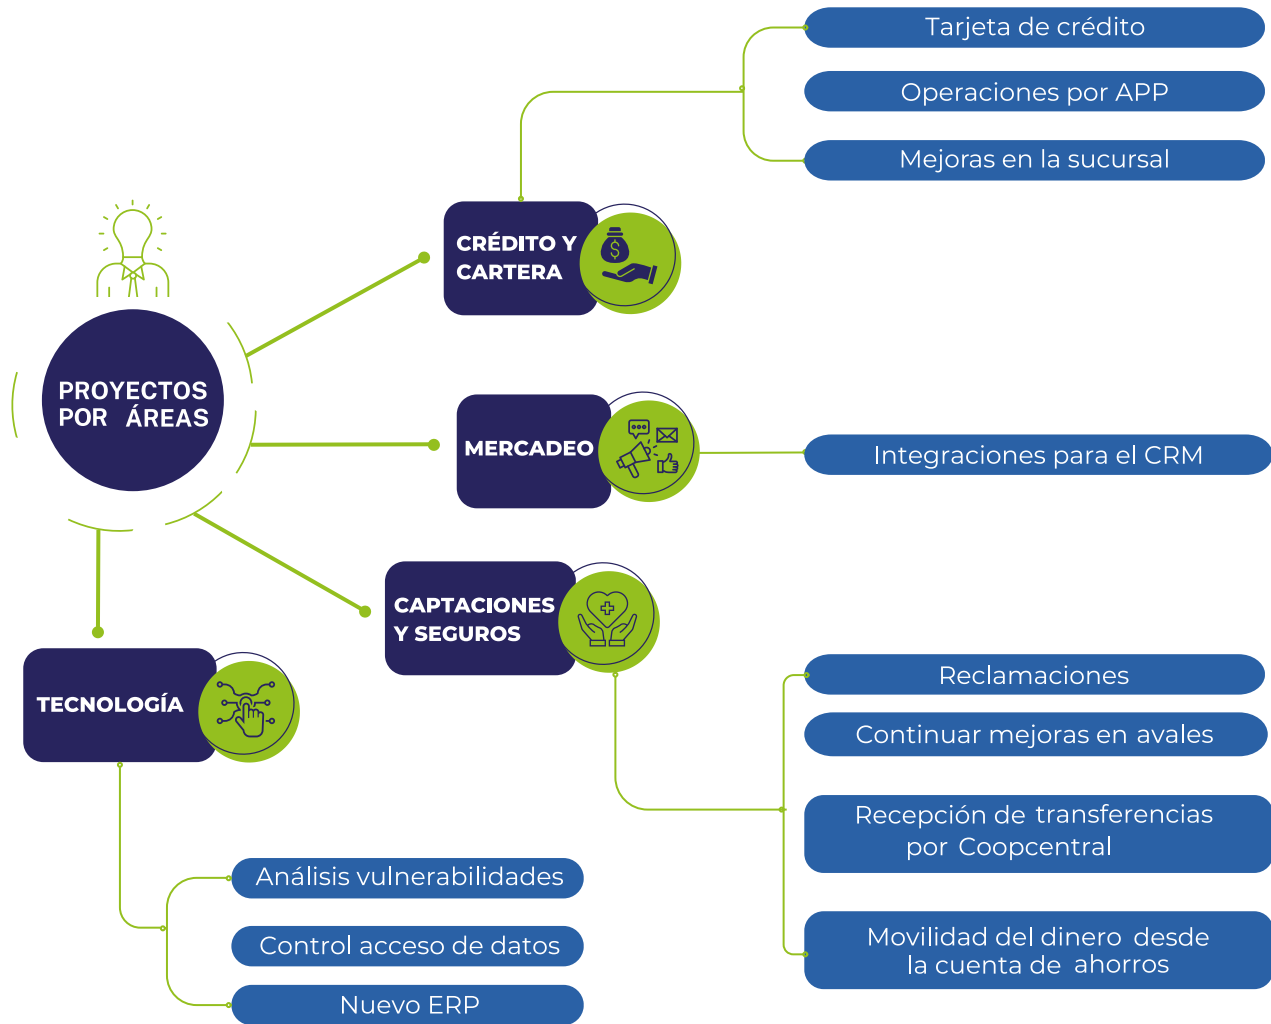 PROYECTOS
POR ÁREAS
CRÉDITO Y
CARTERA
$
Tarjeta de crédito
Operaciones por APP
Mejoras en la sucursal
MERCADEO
Integraciones para el CRM
CAPTACIONES
Y SEGUROS
Reclamaciones
Continuar mejoras en avales
Recepción de transferencias
por Coopcentral
Movilidad del dinero desde
la cuenta de ahorros
TECNOLOGÍA
Análisis vulnerabilidades
Control acceso de datos
Nuevo ERP